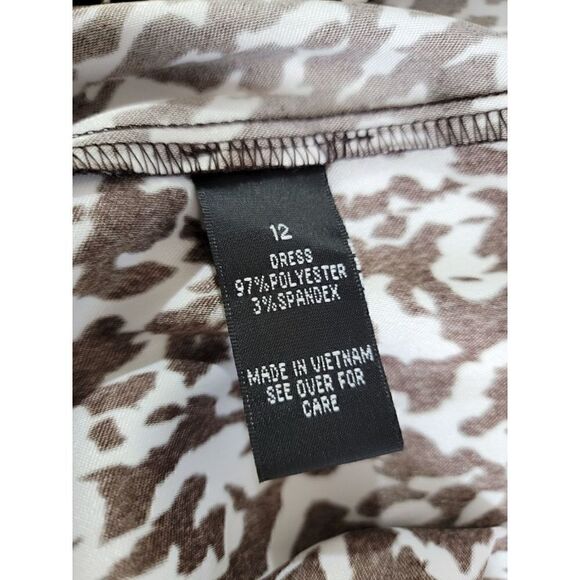 12
DRESS
97%POLYESTER
3%SPANDEX
MADE IN VIETNAM
SEE OVER FOR
CARE